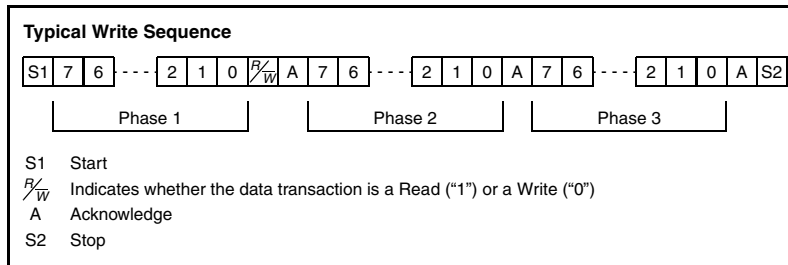 Typical Write Sequence
S1 7 6 2 1 0 R/W A 7 6 2 1 0 A 7 6 2 1 0 A S2
Phase 1 Phase 2 Phase 3
S1 Start
R/W Indicates whether the data transaction is a Read (“1”) or a Write (“0”)
A Acknowledge
S2 Stop